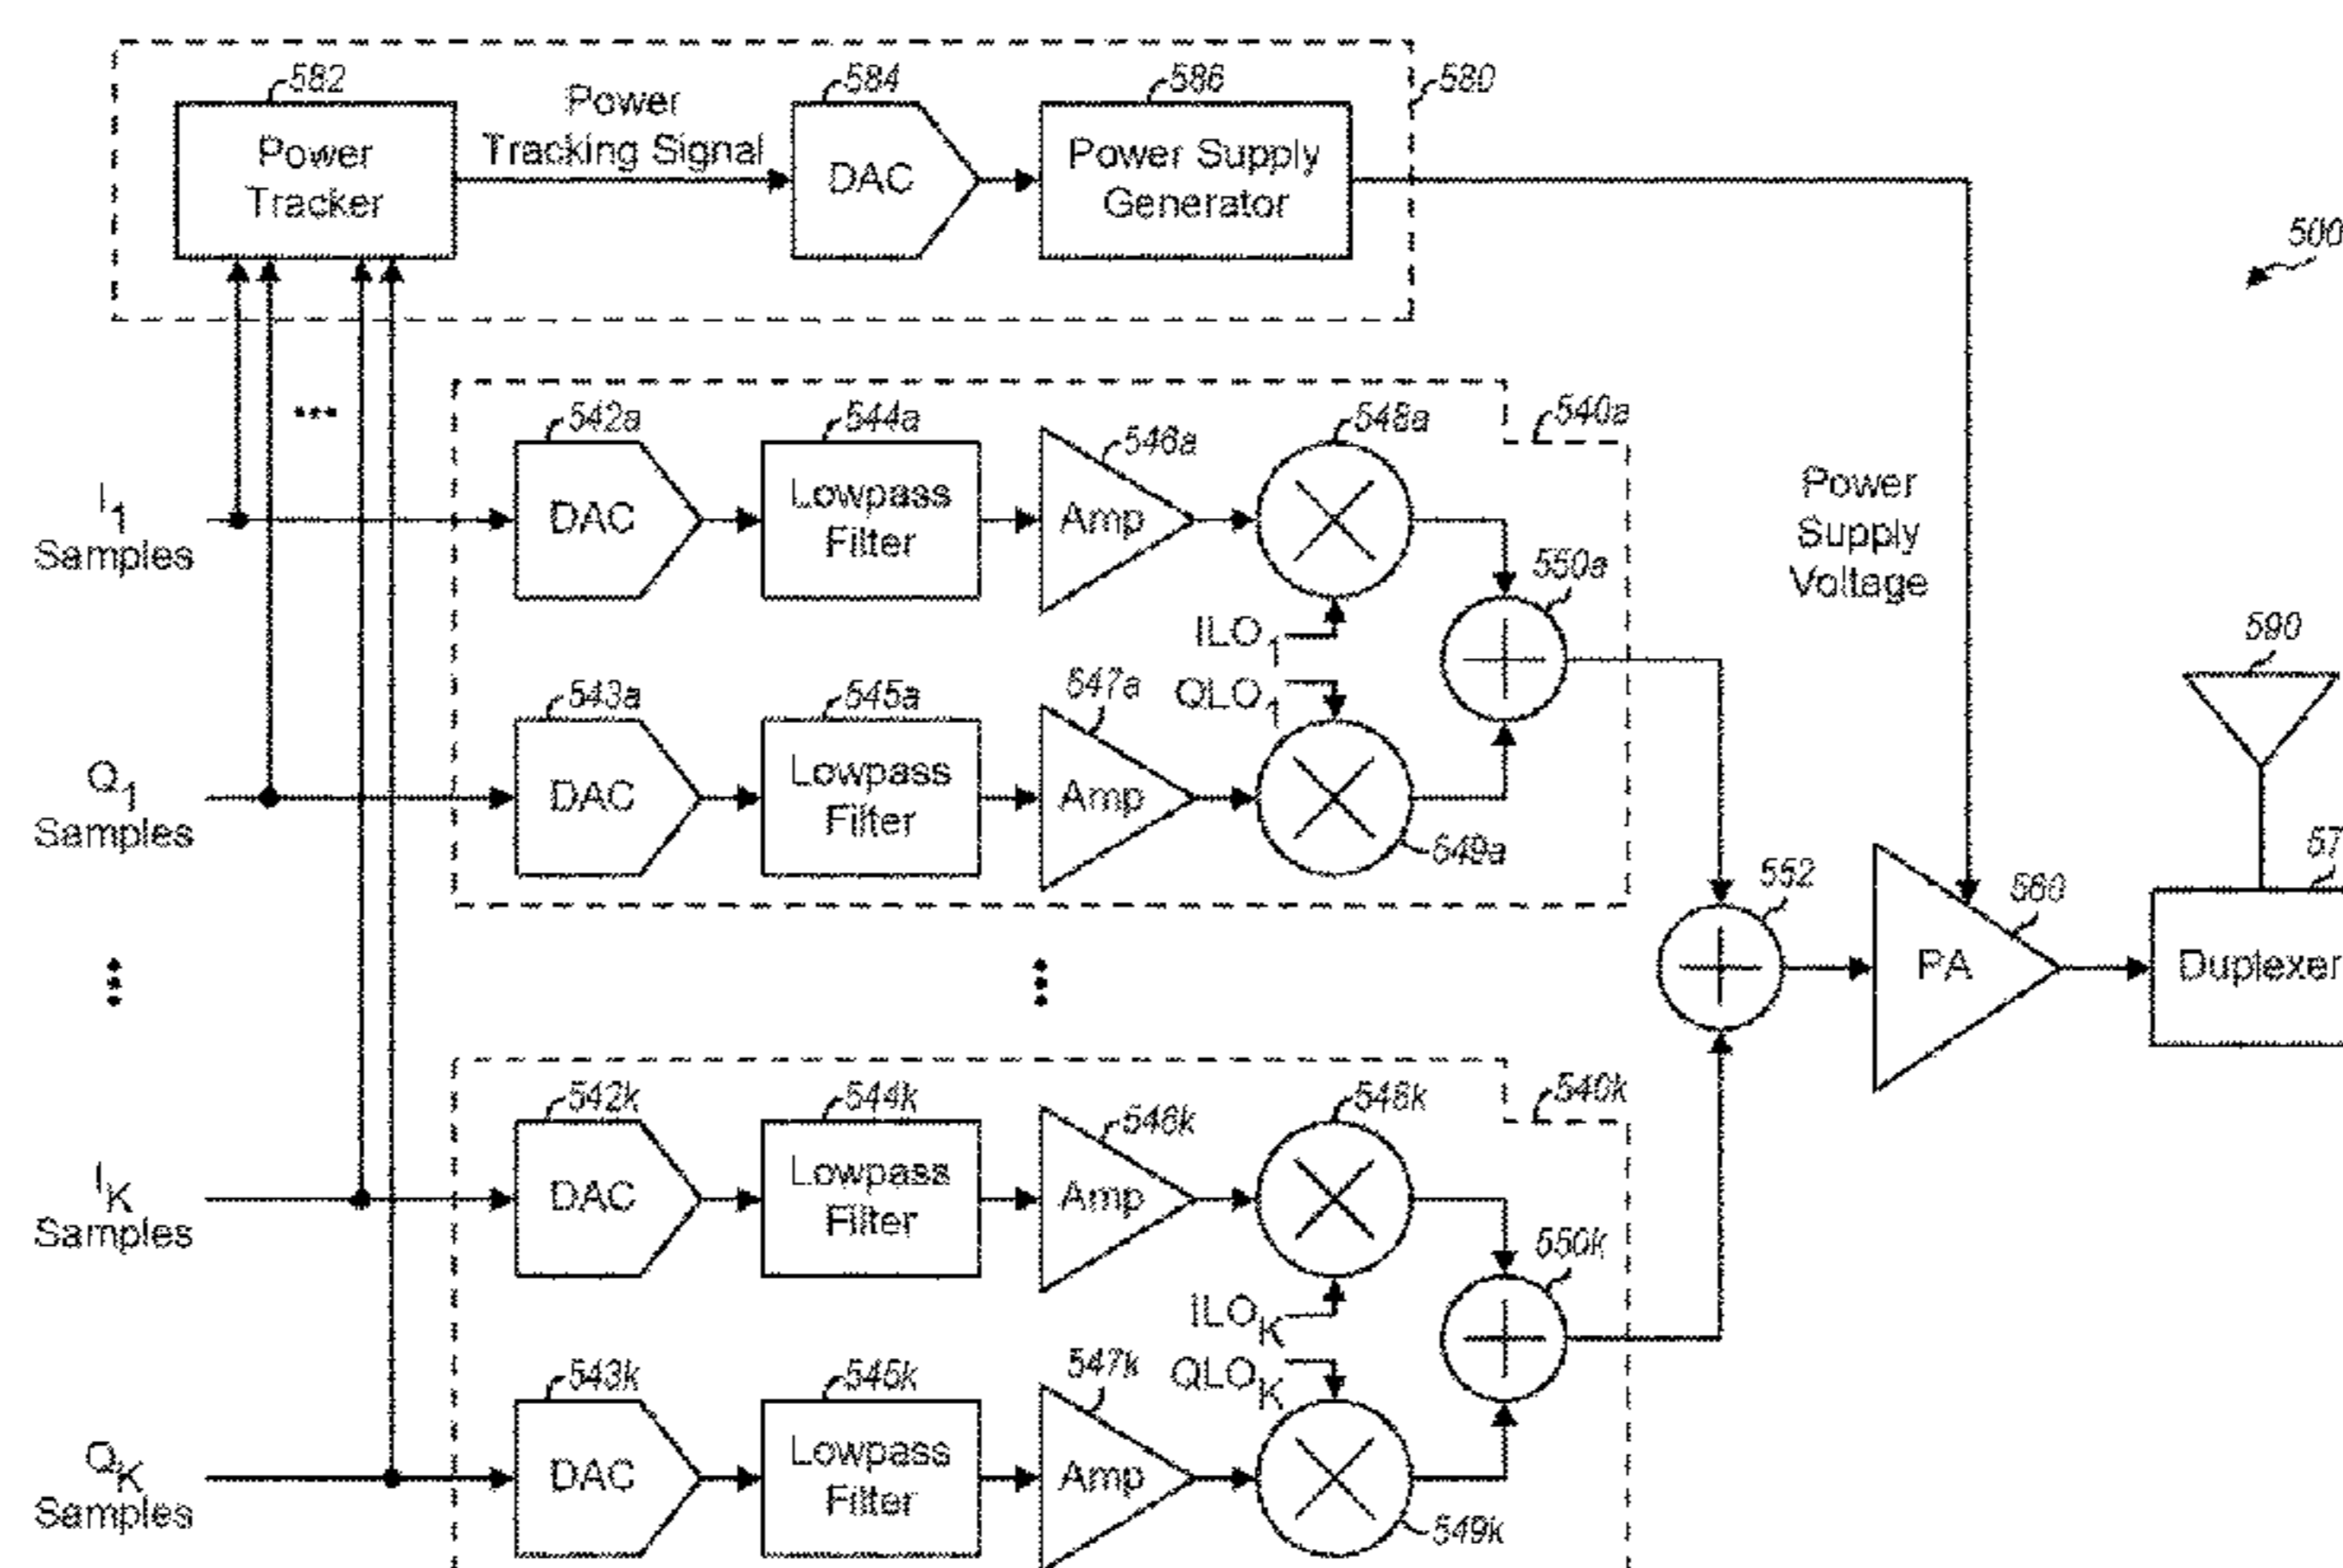 582
584
586
580
Power
Tracking Signal
Power
Tracker
DAC
Power Supply
Generator
500
542a
544a
546a
548a
540a
I1
Samples
DAC
Lowpass
Filter
Amp
ILO1
550a
Power
Supply
Voltage
543a
545a
547a
QLO1
590
Q1
Samples
DAC
Lowpass
Filter
Amp
549a
552
560
57
PA
Duplexer
542k
544k
546k
548k
540k
IK
Samples
DAC
Lowpass
Filter
Amp
ILOK
550k
543k
545k
547k
QLOK
QK
Samples
DAC
Lowpass
Filter
Amp
549k